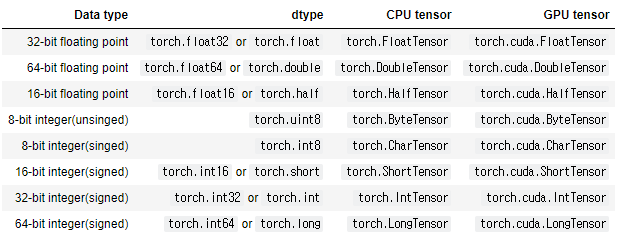 Data type dtype CPU tensor GPU tensor
32-bit floating point torch.float32 or torch.float torch.FloatTensor torch.cuda.FloatTensor
64-bit floating point torch.float64 or torch.double torch.DoubleTensor torch.cuda.DoubleTensor
16-bit floating point torch.float16 or torch.half torch.HalfTensor torch.cuda.HalfTensor
8-bit integer(unsinged) torch.uint8 torch.ByteTensor torch.cuda.ByteTensor
8-bit integer(singed) torch.int8 torch.CharTensor torch.cuda.CharTensor
16-bit integer(signed) torch.int16 or torch.short torch.ShortTensor torch.cuda.ShortTensor
32-bit integer(signed) torch.int32 or torch.int torch.IntTensor torch.cuda.IntTensor
64-bit integer(signed) torch.int64 or torch.long torch.LongTensor torch.cuda.LongTensor